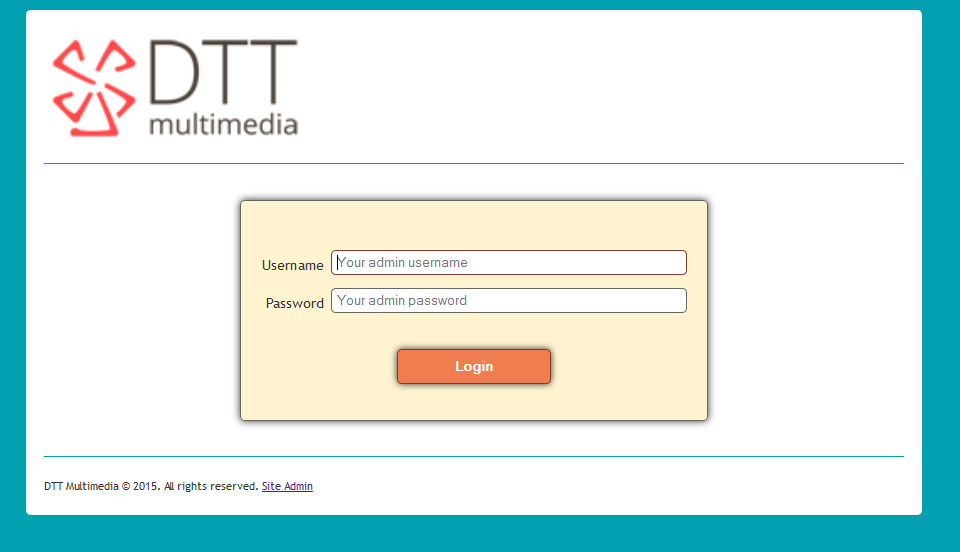 DTT
multimedia
Username
Your admin username
Password
Your admin password
Login
DTT Multimedia © 2015. All rights reserved. Site Admin